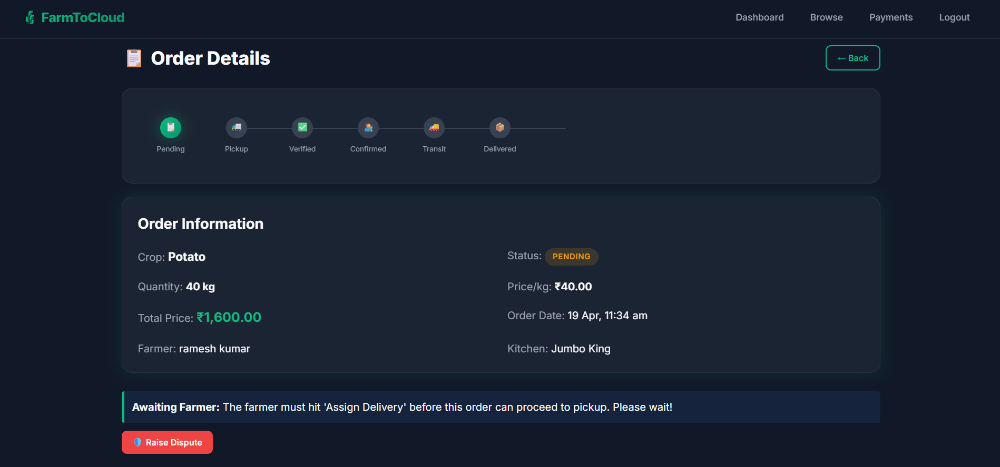 FarmToCloud
Dashboard Browse Payments Logout
Order Details
← Back
Pending Pickup Verified Confirmed Transit Delivered
Order Information
Crop: Potato
Status: PENDING
Quantity: 40 kg
Price/kg: ₹40.00
Total Price: ₹1,600.00
Order Date: 19 Apr, 11:34 am
Farmer: ramesh kumar
Kitchen: Jumbo King
Awaiting Farmer: The farmer must hit 'Assign Delivery' before this order can proceed to pickup. Please wait!
Raise Dispute